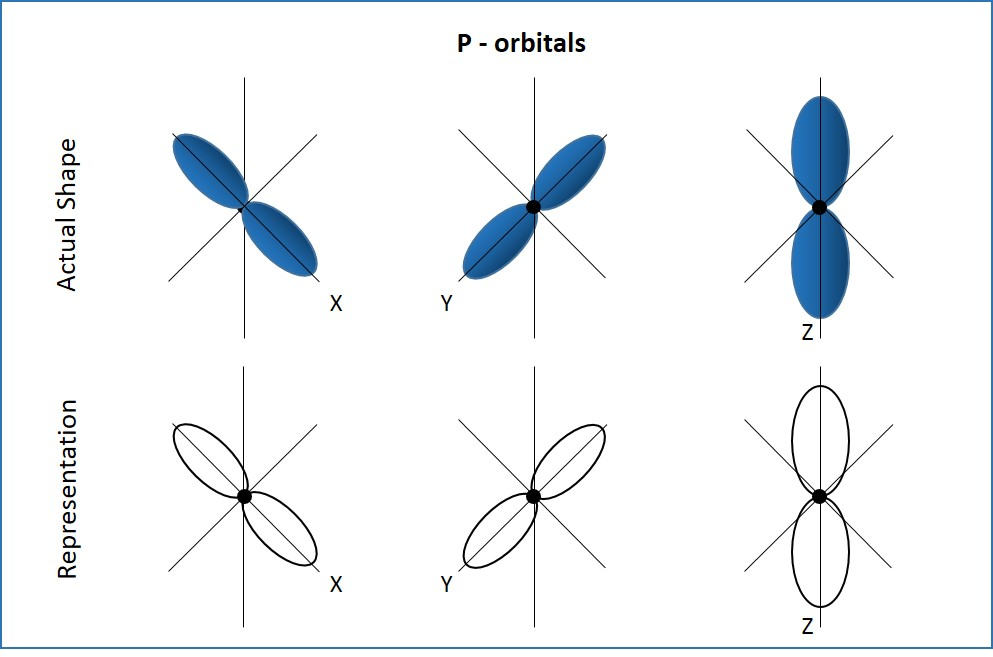 P - orbitals
Actual Shape
X
Y
Z
Representation
X
Y
Z